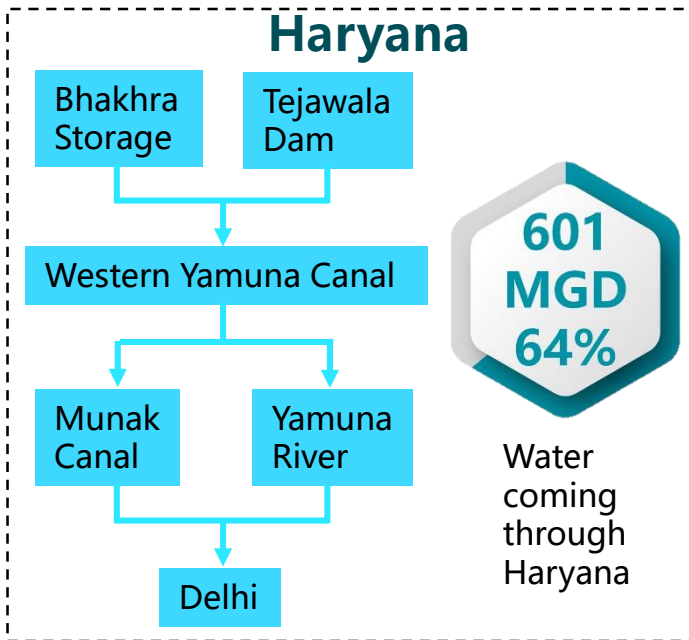 Haryana
Bhakhra
Storage
Tejawala
Dam
Western Yamuna Canal
Munak
Canal
Yamuna
River
Delhi
601
MGD
64%
Water
coming
through
Haryana